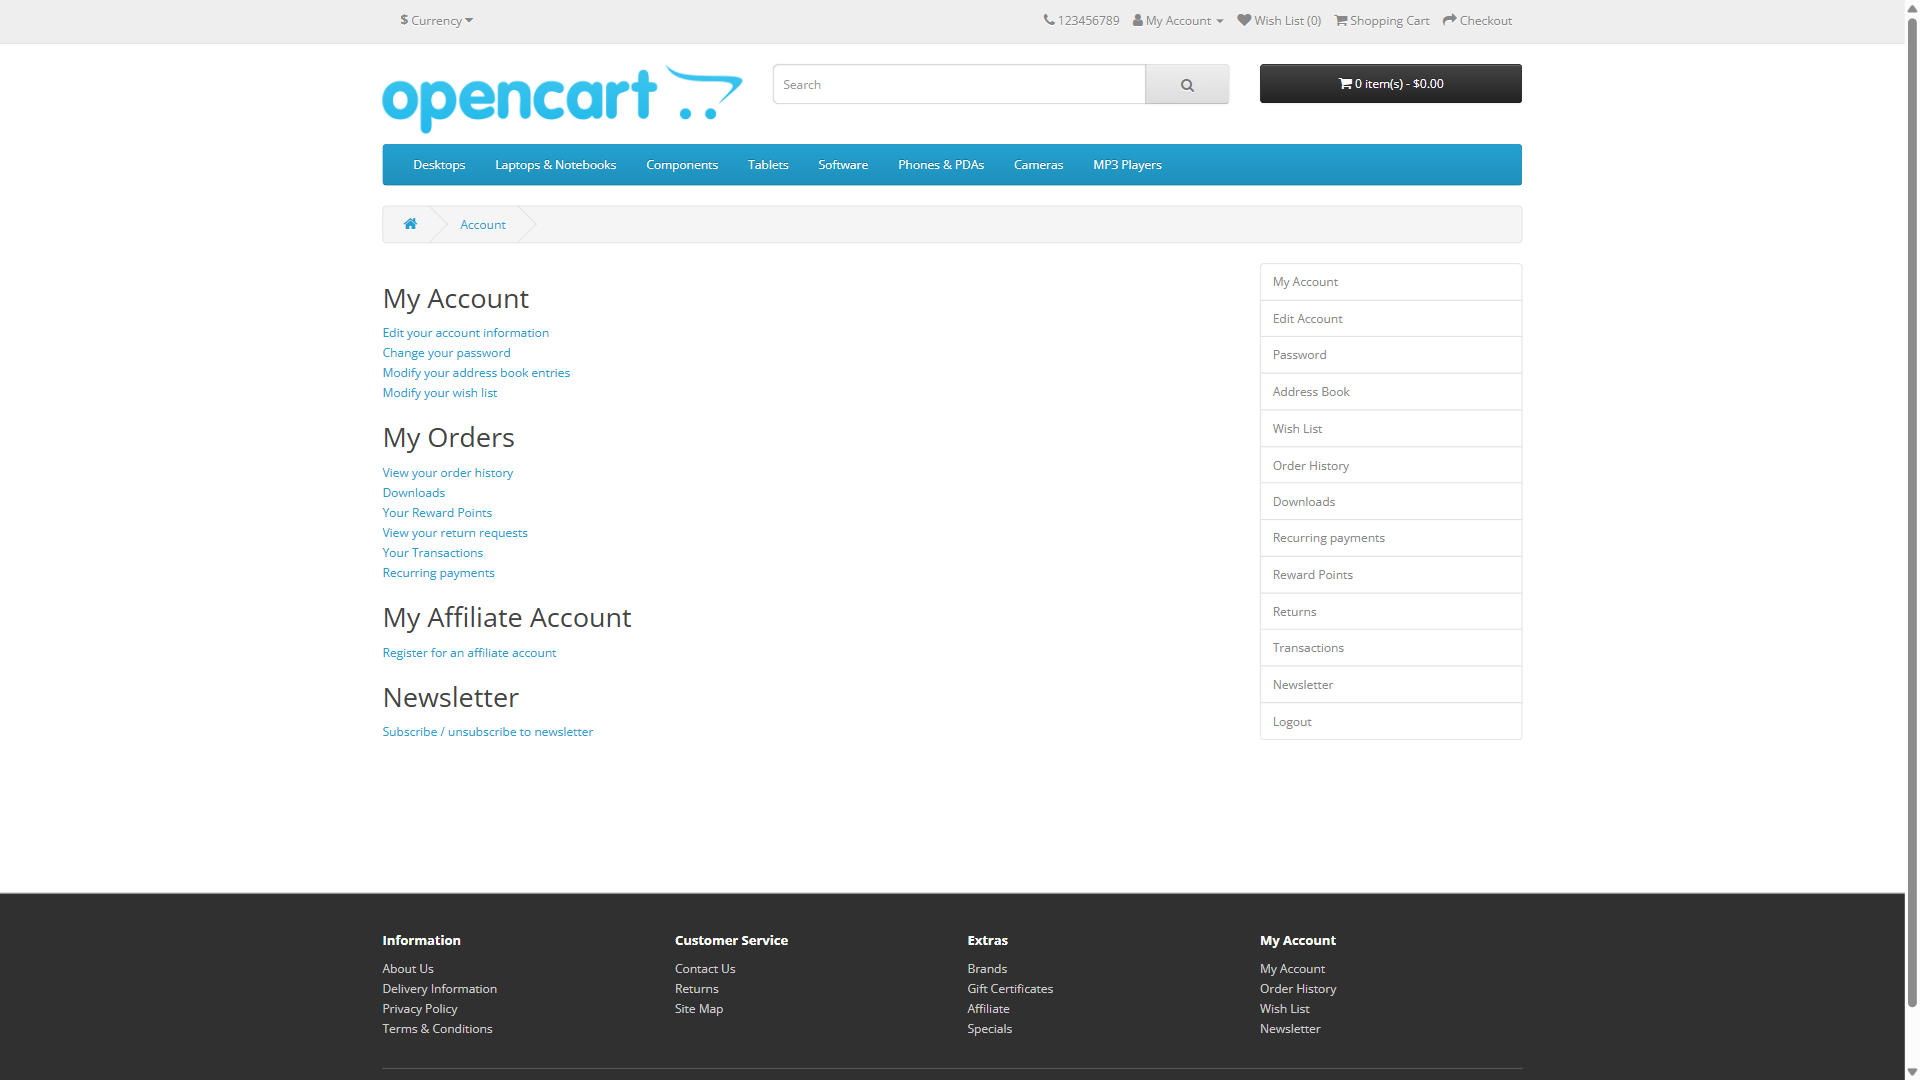 $ Currency
123456789 My Account Wish List (0) Shopping Cart Checkout
opencart
Search
0 item(s) - $0.00
Desktops Laptops & Notebooks Components Tablets Software Phones & PDAs Cameras MP3 Players
Account
My Account
Edit your account information
Change your password
Modify your address book entries
Modify your wish list
My Orders
View your order history
Downloads
Your Reward Points
View your return requests
Your Transactions
Recurring payments
My Affiliate Account
Register for an affiliate account
Newsletter
Subscribe / unsubscribe to newsletter
My Account
Edit Account
Password
Address Book
Wish List
Order History
Downloads
Recurring payments
Reward Points
Returns
Transactions
Newsletter
Logout
Information
About Us
Delivery Information
Privacy Policy
Terms & Conditions
Customer Service
Contact Us
Returns
Site Map
Extras
Brands
Gift Certificates
Affiliate
Specials
My Account
My Account
Order History
Wish List
Newsletter